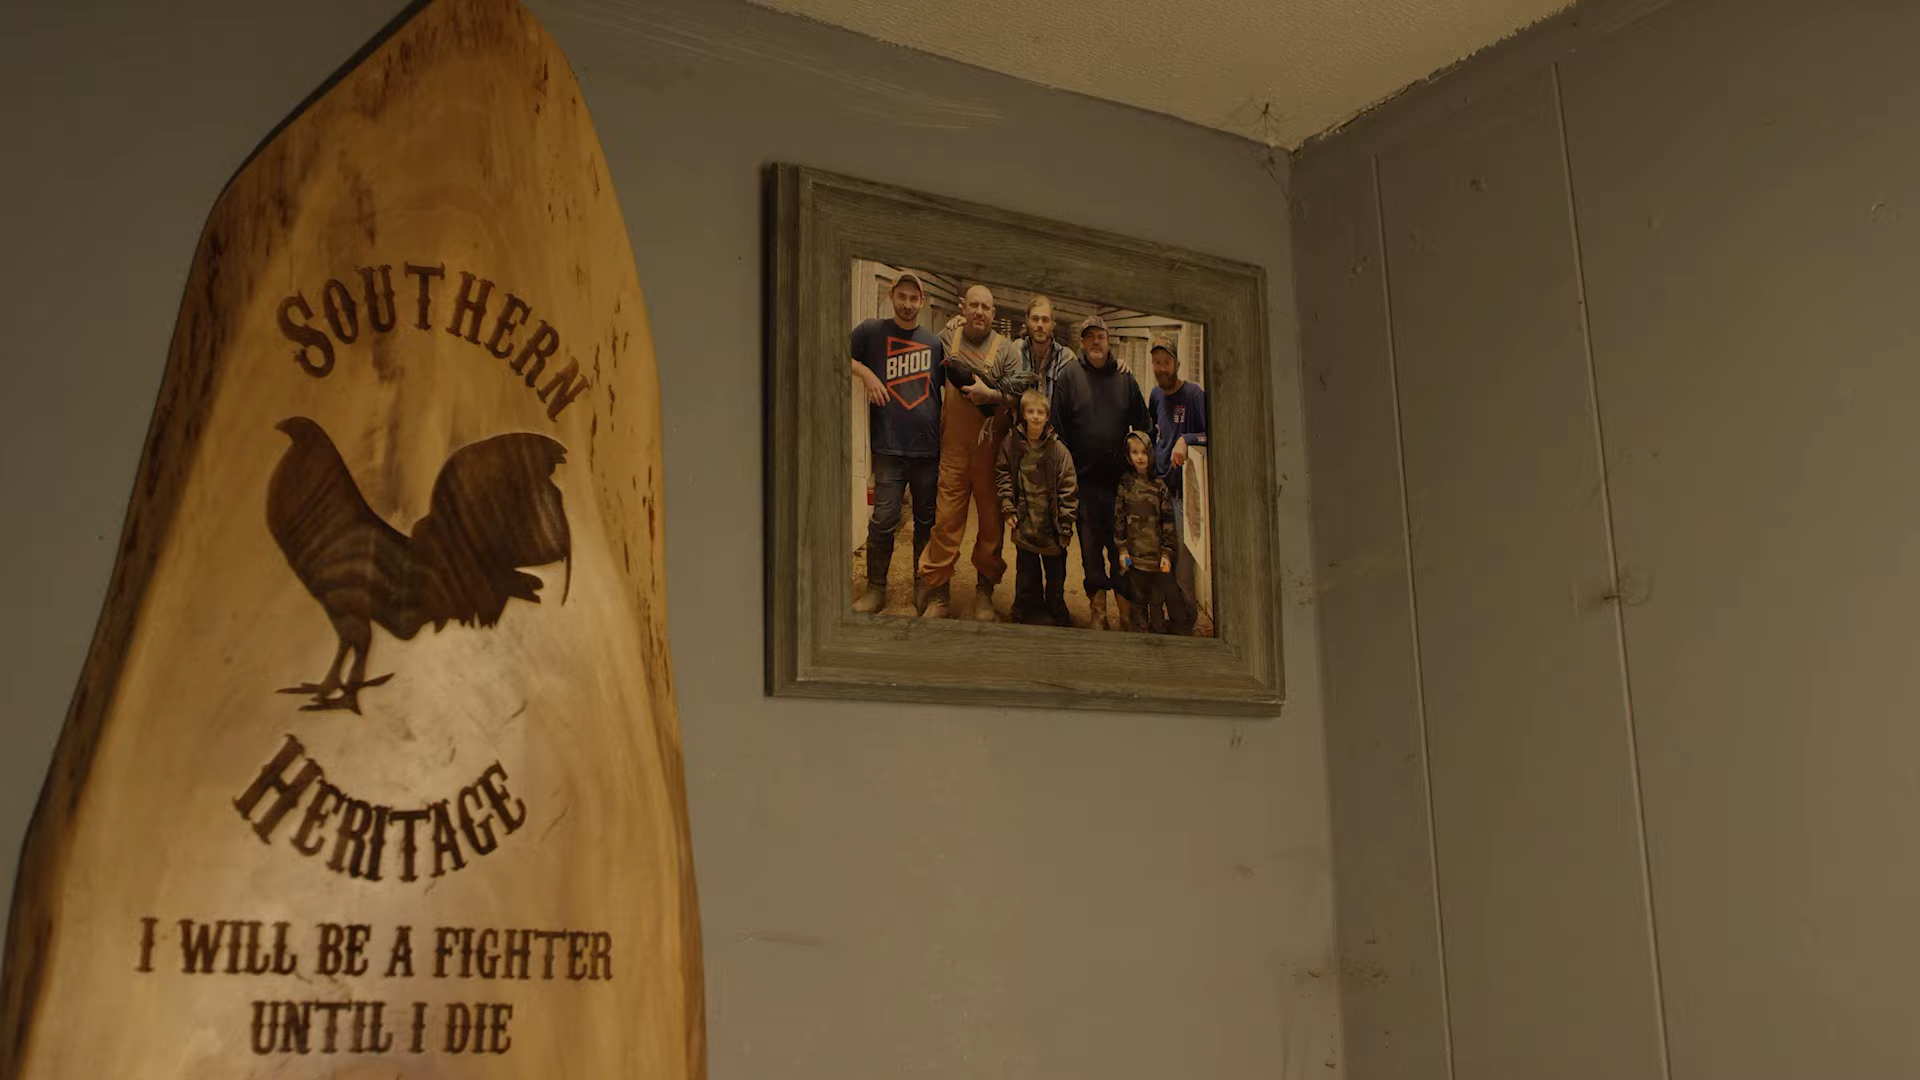 SOUTHERN
HERITAGE
I WILL BE A FIGHTER
UNTIL I DIE
BHOD